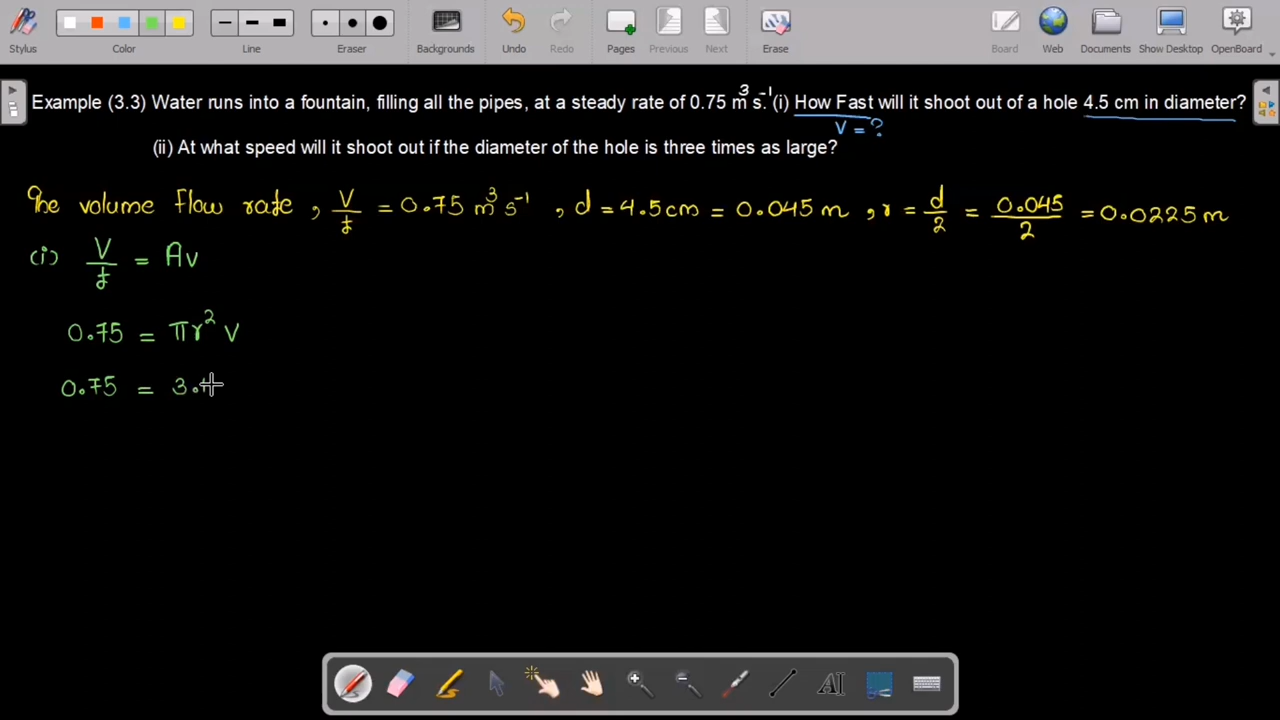 Stylus Color Line Eraser Backgrounds Undo Redo Pages Previous Next Erase Board Web Documents Show Desktop OpenBoard
Example (3.3) Water runs into a fountain, filling all the pipes, at a steady rate of 0.75 m³ s.⁻¹ (i) How Fast will it shoot out of a hole 4.5 cm in diameter?
v = ?
(ii) At what speed will it shoot out if the diameter of the hole is three times as large?
The volume flow rate, V/t = 0.75 m³ s⁻¹, d = 4.5cm = 0.045 m, r = d/2 = 0.045/2 = 0.0225 m
(i) V/t = Av
0.75 = πr² v
0.75 = 3.1